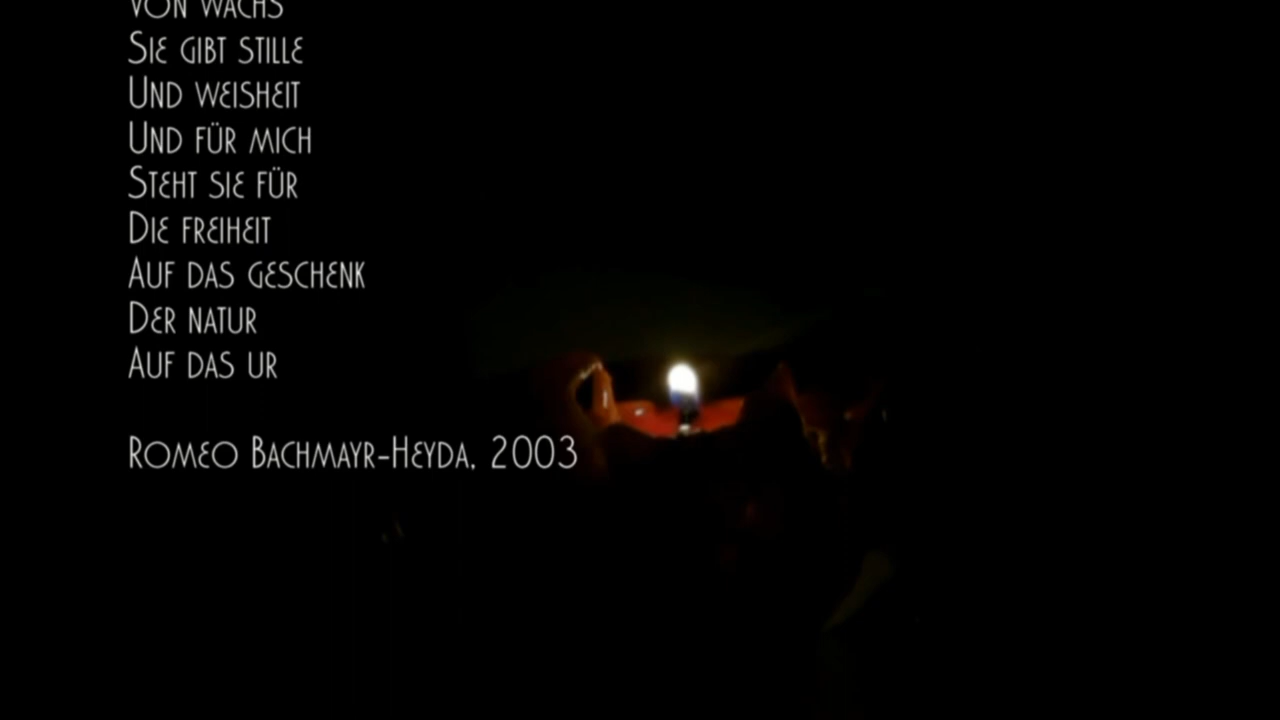 Von wachs
Sie gibt stille
Und weisheit
Und für mich
Steht sie für
Die freiheit
Auf das geschenk
Der natur
Auf das ur

Romeo Bachmayr-Heyda, 2003